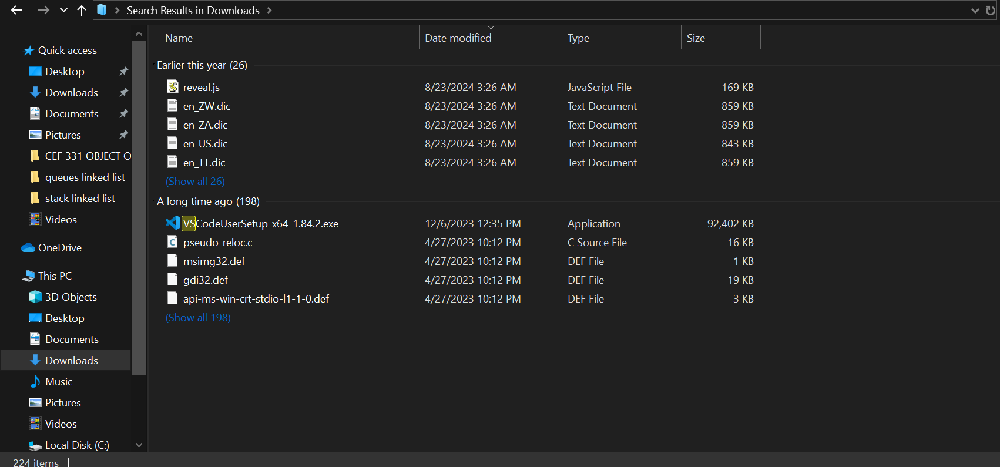 Search Results in Downloads
Name Date modified Type Size
Quick access
Desktop
Downloads
Documents
Pictures
CEF 331 OBJECT O
queues linked list
stack linked list
Videos
OneDrive
This PC
3D Objects
Desktop
Documents
Downloads
Music
Pictures
Videos
Local Disk (C:)
Earlier this year (26)
reveal.js 8/23/2024 3:26 AM JavaScript File 169 KB
en_ZW.dic 8/23/2024 3:26 AM Text Document 859 KB
en_ZA.dic 8/23/2024 3:26 AM Text Document 859 KB
en_US.dic 8/23/2024 3:26 AM Text Document 843 KB
en_TT.dic 8/23/2024 3:26 AM Text Document 859 KB
(Show all 26)
A long time ago (198)
VSCodeUserSetup-x64-1.84.2.exe 12/6/2023 12:35 PM Application 92,402 KB
pseudo-reloc.c 4/27/2023 10:12 PM C Source File 16 KB
msimg32.def 4/27/2023 10:12 PM DEF File 1 KB
gdi32.def 4/27/2023 10:12 PM DEF File 19 KB
api-ms-win-crt-stdio-l1-1-0.def 4/27/2023 10:12 PM DEF File 3 KB
(Show all 198)
224 items